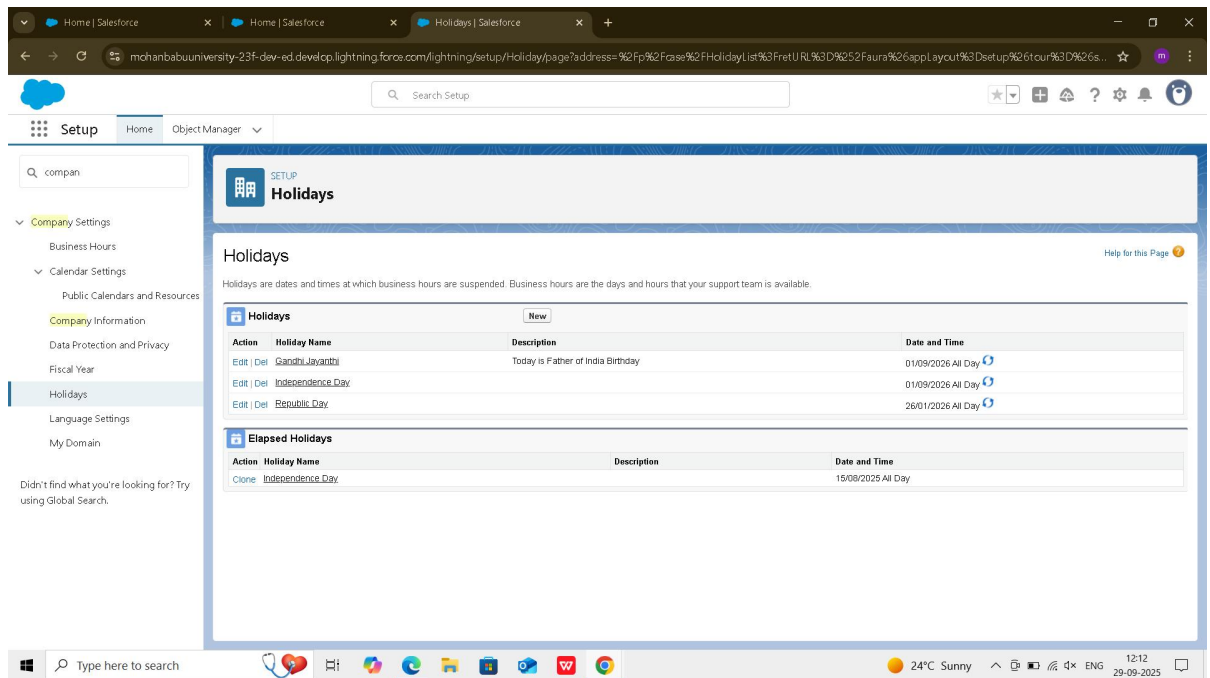 Home | Salesforce
Home | Salesforce
Holidays | Salesforce
mohanbabuuniversity-23f-dev-ed.develop.lightning.force.com/lightning/setup/Holiday/page?address=%2Fp%2Fcase%2FHolidayList%3FretURL%3D%252Faura%26appLayout%3Dsetup%26tour%3D%26s...
m
Search Setup
Setup
Home
Object Manager
compan
Company Settings
Business Hours
Calendar Settings
Public Calendars and Resources
Company Information
Data Protection and Privacy
Fiscal Year
Holidays
Language Settings
My Domain
Didn't find what you're looking for? Try
using Global Search.
SETUP
Holidays
Holidays
Help for this Page
Holidays are dates and times at which business hours are suspended. Business hours are the days and hours that your support team is available.
Holidays New
Action Holiday Name Description Date and Time
Edit | Del Gandhi Jayanthi Today is Father of India Birthday 01/09/2026 All Day
Edit | Del Independence Day 01/09/2026 All Day
Edit | Del Republic Day 26/01/2026 All Day
Elapsed Holidays
Action Holiday Name Description Date and Time
Clone Independence Day 15/08/2025 All Day
Type here to search
W
24°C Sunny
ENG
12:12
29-09-2025